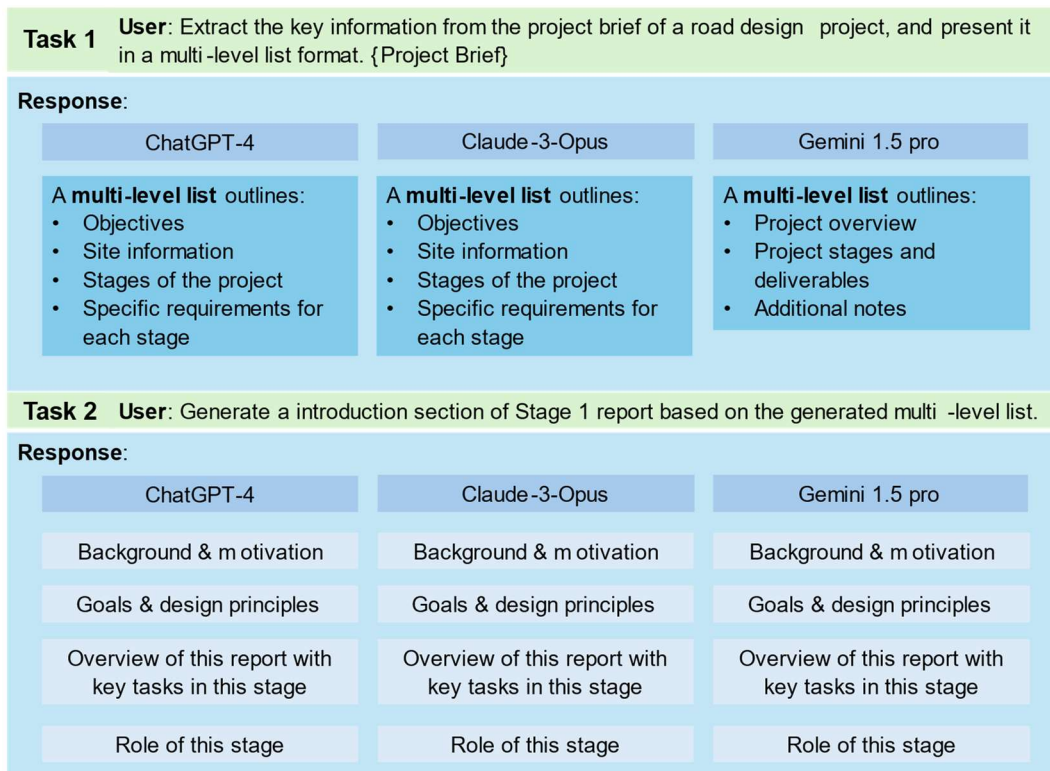 Task 1 User: Extract the key information from the project brief of a road design project, and present it
in a multi-level list format. {Project Brief}
Response:
ChatGPT-4
Claude-3-Opus
Gemini 1.5 pro
A multi-level list outlines:
• Objectives
• Site information
• Stages of the project
• Specific requirements for
each stage
A multi-level list outlines:
• Objectives
• Site information
• Stages of the project
• Specific requirements for
each stage
A multi-level list outlines:
• Project overview
• Project stages and
deliverables
• Additional notes
Task 2 User: Generate a introduction section of Stage 1 report based on the generated multi -level list.
Response:
ChatGPT-4
Claude-3-Opus
Gemini 1.5 pro
Background & m otivation
Background & m otivation
Background & m otivation
Goals & design principles
Goals & design principles
Goals & design principles
Overview of this report with
key tasks in this stage
Overview of this report with
key tasks in this stage
Overview of this report with
key tasks in this stage
Role of this stage
Role of this stage
Role of this stage